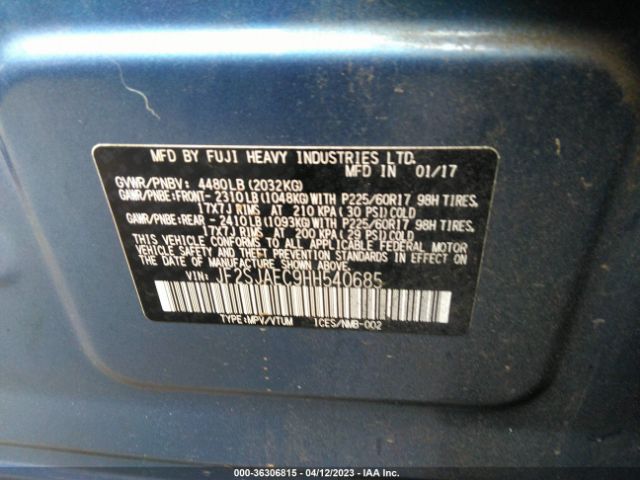 MFD BY FUJI HEAVY INDUSTRIES LTD.
MFD IN 01/17
GVWR/PNBV: 4480LB (2032KG)
GAWR/PNBE:FRONT- 2310LB (1048KG) WITH P225/60R17 98H TIRES.
17X7J RIMS AT 210 KPA (30 PSI) COLD
GAWR/PNBE:REAR - 2410LB (1093KG) WITH P225/60R17 98H TIRES.
17X7J RIMS AT 200 KPA (29 PSI) COLD
THIS VEHICLE CONFORMS TO ALL APPLICABLE FEDERAL MOTOR
VEHICLE SAFETY AND THEFT PREVENTION STANDARDS IN EFFECT
ON THE DATE OF MANUFACTURE SHOWN ABOVE.
VIN: JF2SJAEC9HH540685
TYPE:MPV/VTUM ICES/NMB-002
000-36306815 - 04/12/2023 - IAA Inc.